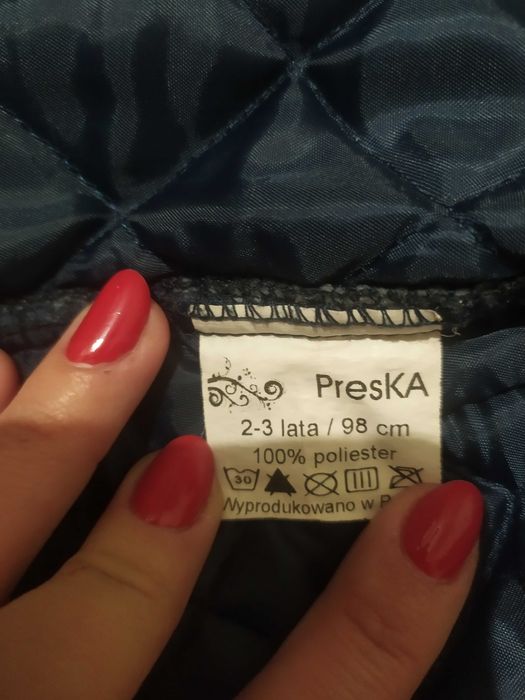 PresKA
2-3 lata / 98 cm
100% poliester
30
Wyprodukowano w